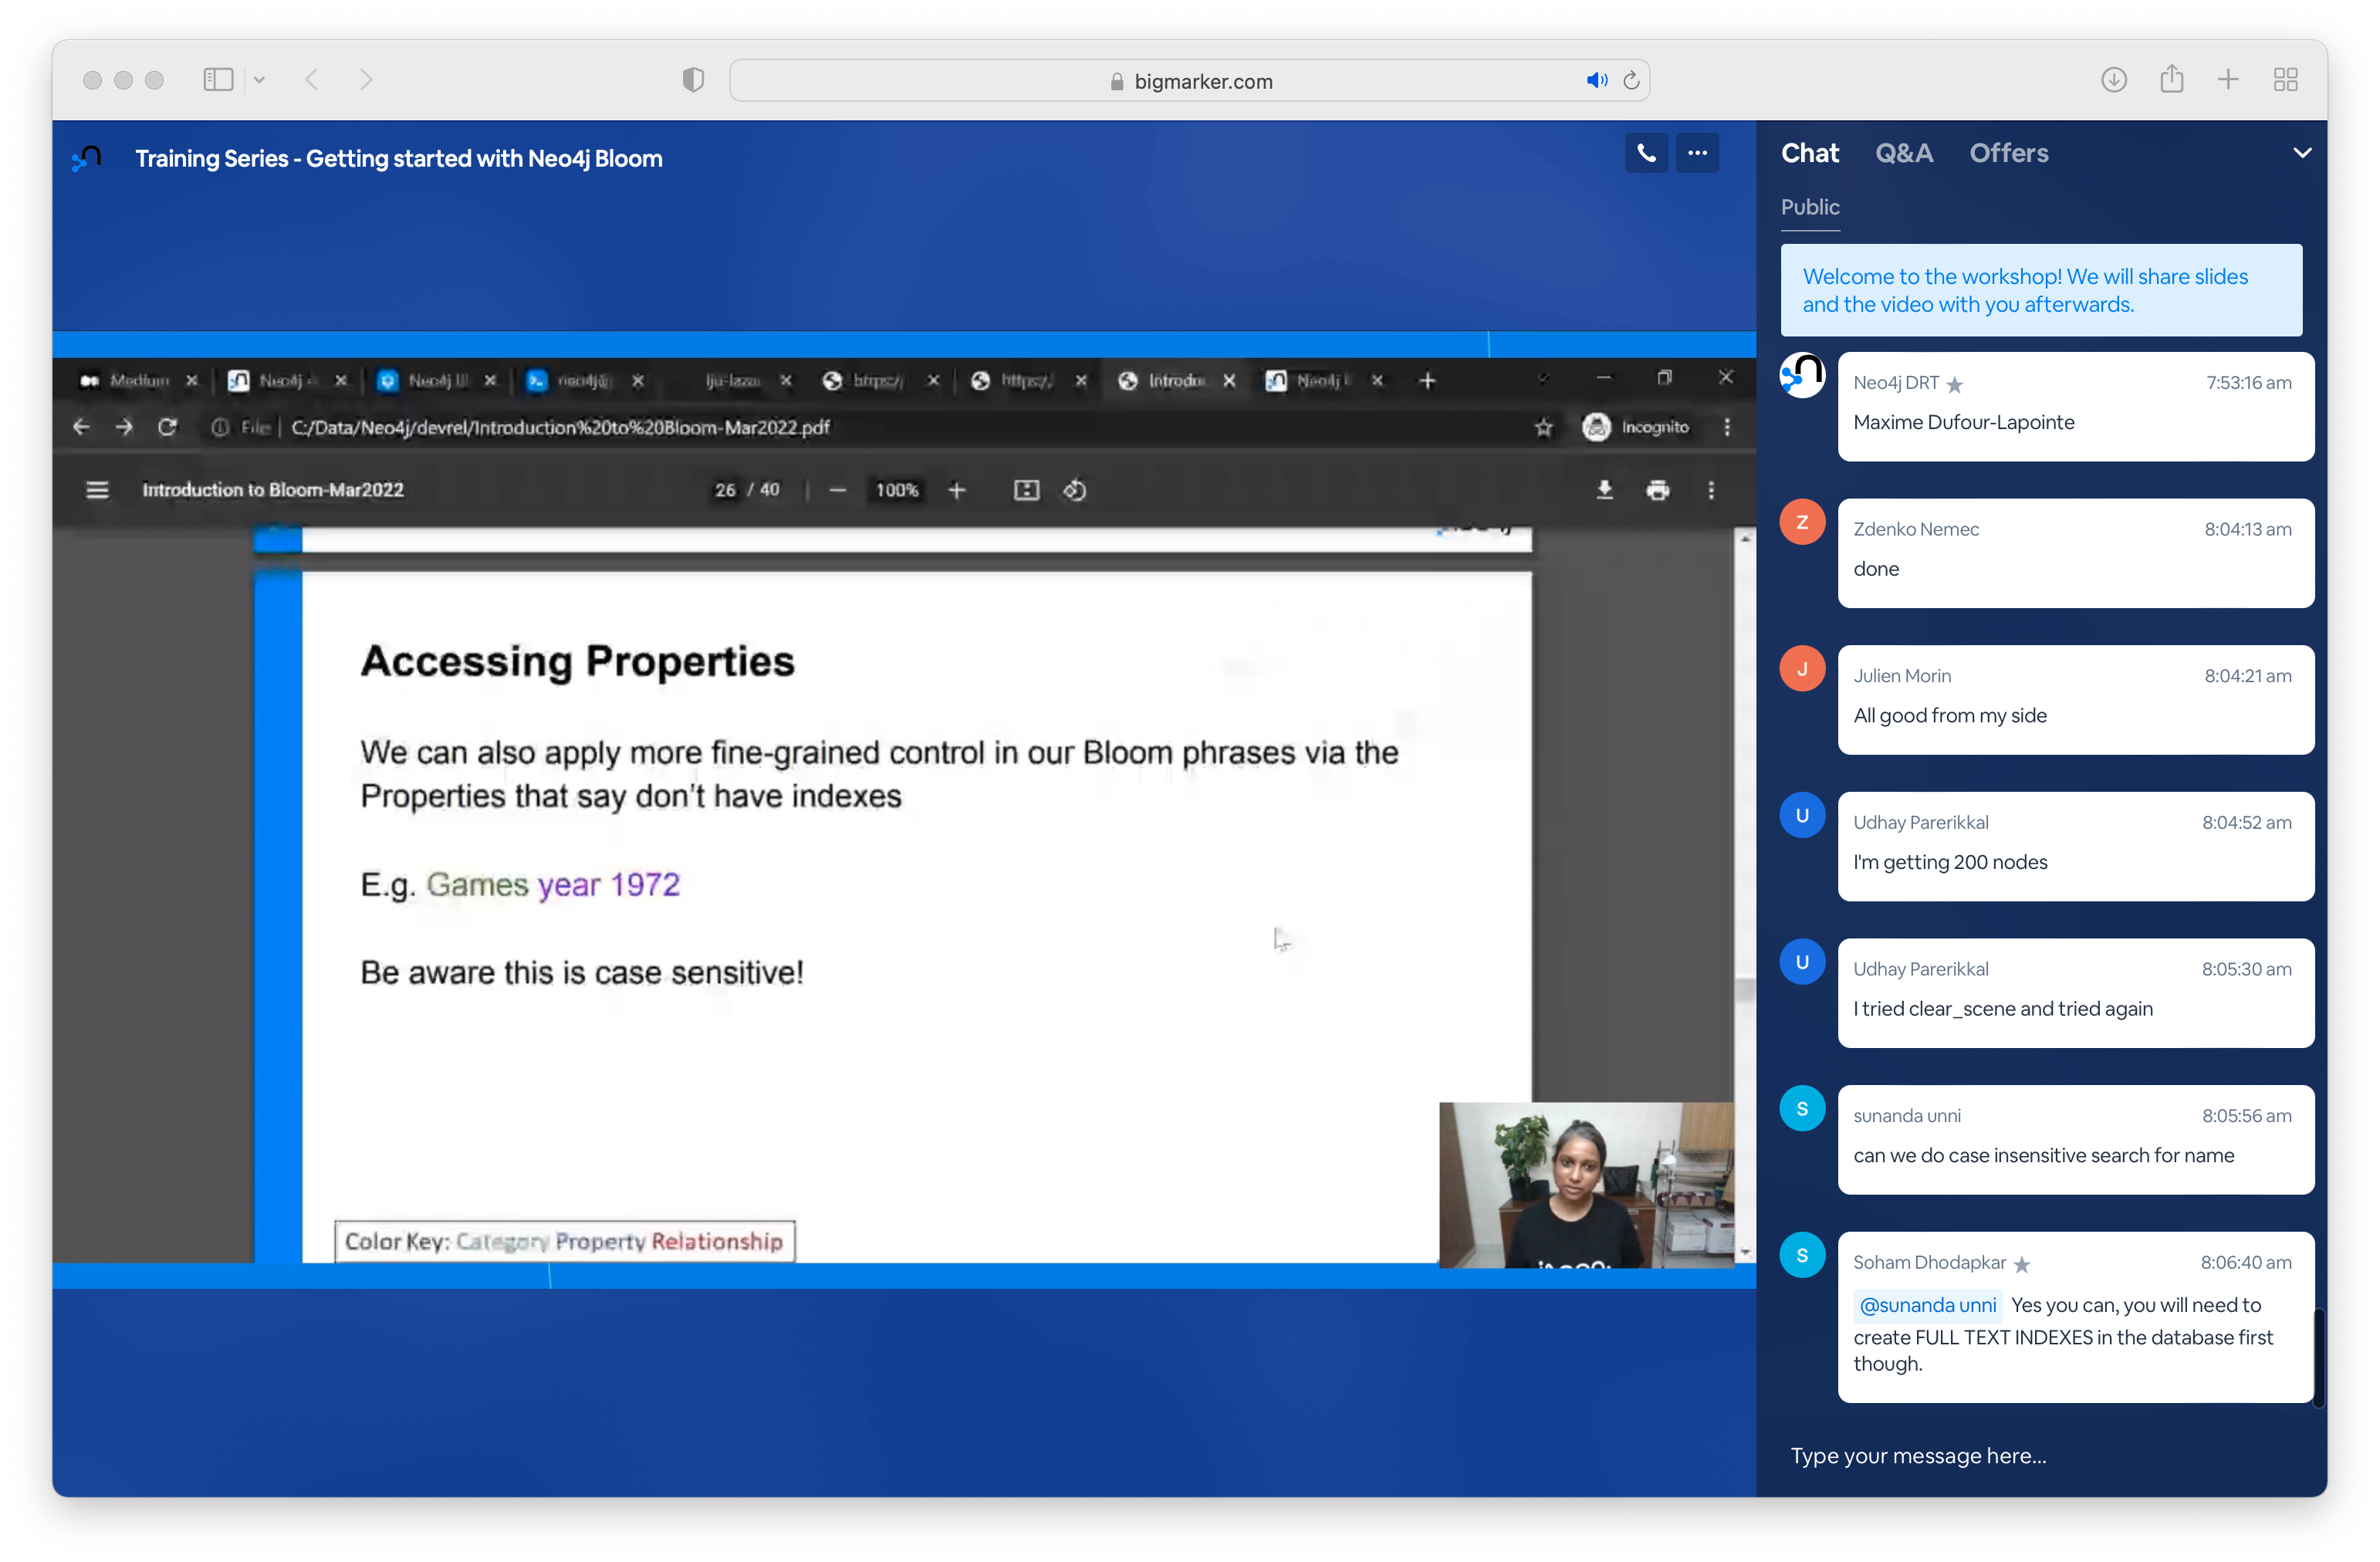 bigmarker.com
Training Series - Getting started with Neo4j Bloom
Medium
Neo4j
Neo4j
neo4j@
https:/
https:/
Introdu
Neo4j
File
C:/Data/Neo4j/devrel/Introduction%20to%20Bloom-Mar2022.pdf
Incognito
Introduction to Bloom-Mar2022
26 / 40
100%
Accessing Properties
We can also apply more fine-grained control in our Bloom phrases via the
Properties that say don't have indexes
E.g. Games year 1972
Be aware this is case sensitive!
Color Key: Category Property Relationship
Chat Q&A Offers
Public
Welcome to the workshop! We will share slides
and the video with you afterwards.
Neo4j DRT 7:53:16 am
Maxime Dufour-Lapointe
Z
Zdenko Nemec 8:04:13 am
done
J
Julien Morin 8:04:21 am
All good from my side
U
Udhay Parerikkal 8:04:52 am
I'm getting 200 nodes
U
Udhay Parerikkal 8:05:30 am
I tried clear_scene and tried again
S
sunanda unni 8:05:56 am
can we do case insensitive search for name
S
Soham Dhodapkar 8:06:40 am
@sunanda unni Yes you can, you will need to
create FULL TEXT INDEXES in the database first
though.
Type your message here...